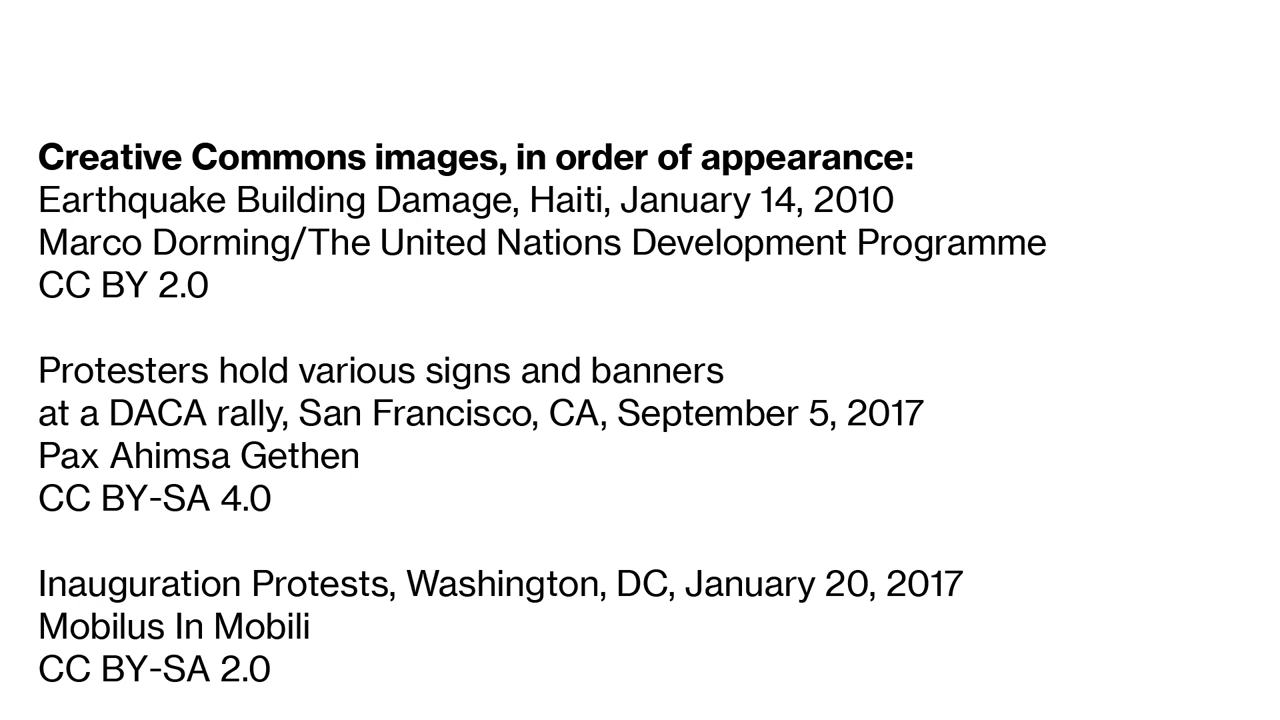 Creative Commons images, in order of appearance:
Earthquake Building Damage, Haiti, January 14, 2010
Marco Dorming/The United Nations Development Programme
CC BY 2.0
Protesters hold various signs and banners
at a DACA rally, San Francisco, CA, September 5, 2017
Pax Ahimsa Gethen
CC BY-SA 4.0
Inauguration Protests, Washington, DC, January 20, 2017
Mobilus In Mobili
CC BY-SA 2.0